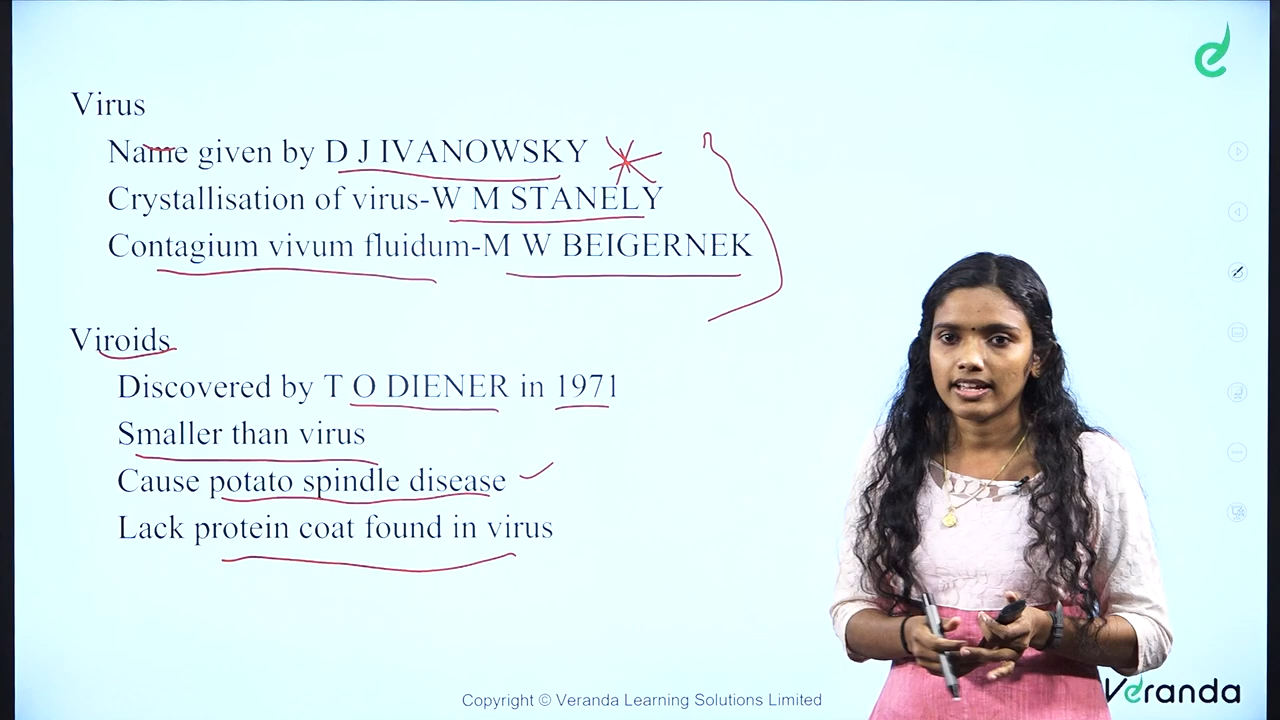 Virus
Name given by D J IVANOWSKY
Crystallisation of virus-W M STANELY
Contagium vivum fluidum-M W BEIGERNEK
Viroids
Discovered by T O DIENER in 1971
Smaller than virus
Cause potato spindle disease
Lack protein coat found in virus
Copyright © Veranda Learning Solutions Limited
Veranda